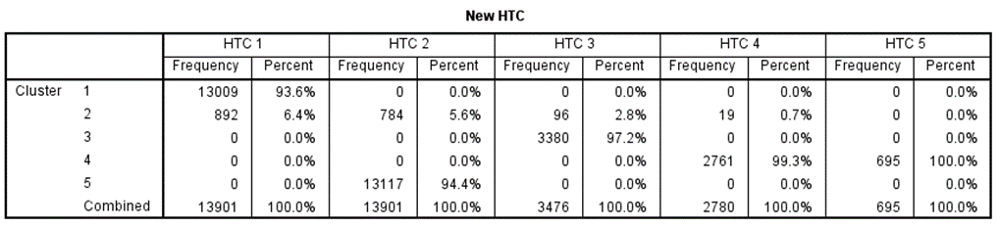 New HTC
HTC 1 HTC 2 HTC 3 HTC 4 HTC 5
Frequency Percent Frequency Percent Frequency Percent Frequency Percent Frequency Percent
Cluster 1 13009 93.6% 0 0.0% 0 0.0% 0 0.0% 0 0.0%
2 892 6.4% 784 5.6% 96 2.8% 19 0.7% 0 0.0%
3 0 0.0% 0 0.0% 3380 97.2% 0 0.0% 0 0.0%
4 0 0.0% 0 0.0% 0 0.0% 2761 99.3% 695 100.0%
5 0 0.0% 13117 94.4% 0 0.0% 0 0.0% 0 0.0%
Combined 13901 100.0% 13901 100.0% 3476 100.0% 2780 100.0% 695 100.0%